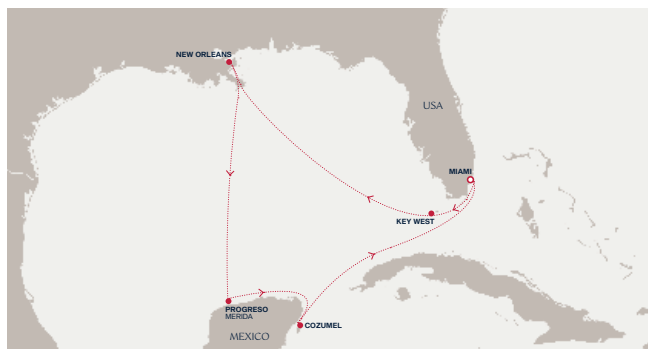 NEW ORLEANS
USA
MIAMI
KEY WEST
PROGRESO
MERIDA
COZUMEL
MEXICO